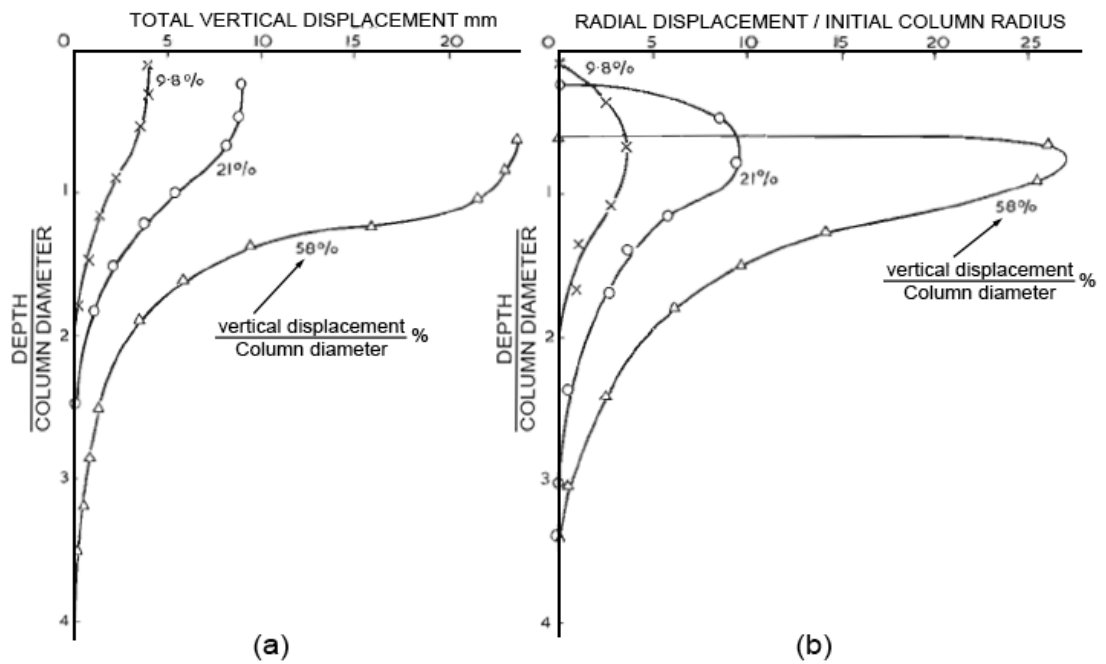 TOTAL VERTICAL DISPLACEMENT mm
0 5 10 15 20
9·8%
21%
58%
1
2
3
4
DEPTH
COLUMN DIAMETER
vertical displacement %
Column diameter
(a)
RADIAL DISPLACEMENT / INITIAL COLUMN RADIUS
0 5 10 20 25
9·8%
21%
58%
1
2
3
4
DEPTH
COLUMN DIAMETER
vertical displacement %
Column diameter
(b)